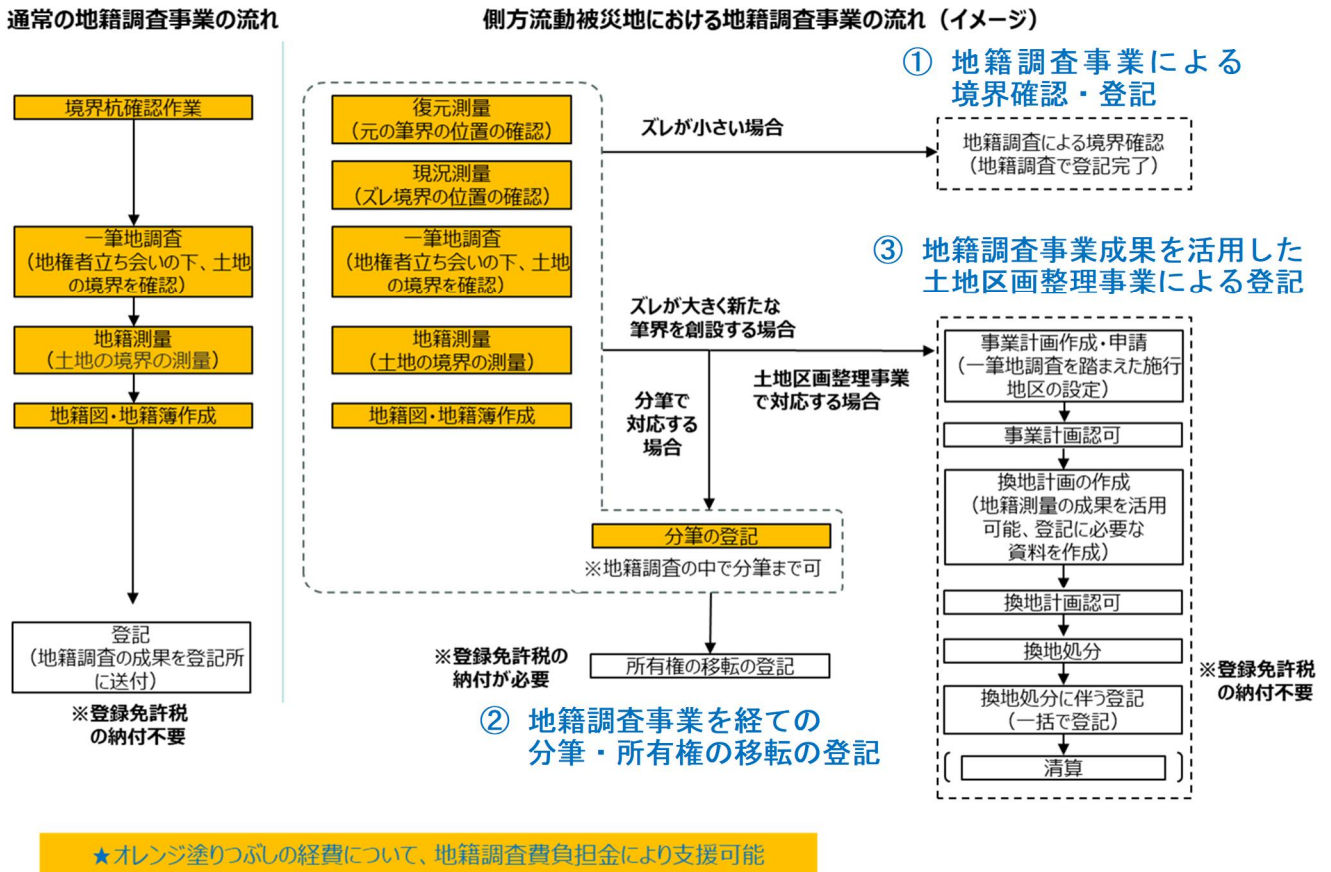 通常の地籍調査事業の流れ
境界杭確認作業
一筆地調査
（地権者立ち会いの下、土地
の境界を確認）
地籍測量
（土地の境界の測量）
地籍図・地籍簿作成
登記
（地籍調査の成果を登記所
に送付）
※登録免許税
の納付不要
側方流動被災地における地籍調査事業の流れ（イメージ）
復元測量
（元の筆界の位置の確認）
現況測量
（ズレ境界の位置の確認）
一筆地調査
（地権者立ち会いの下、土地
の境界を確認）
地籍測量
（土地の境界の測量）
地籍図・地籍簿作成
ズレが小さい場合
① 地籍調査事業による
境界確認・登記
地籍調査による境界確認
（地籍調査で登記完了）
ズレが大きく新たな
筆界を創設する場合
分筆で
対応する
場合
土地区画整理事業
で対応する場合
分筆の登記
※地籍調査の中で分筆まで可
※登録免許税の
納付が必要
所有権の移転の登記
② 地籍調査事業を経ての
分筆・所有権の移転の登記
③ 地籍調査事業成果を活用した
土地区画整理事業による登記
事業計画作成・申請
（一筆地調査を踏まえた施行
地区の設定）
事業計画認可
換地計画の作成
（地籍測量の成果を活用
可能、登記に必要な
資料を作成）
換地計画認可
換地処分
換地処分に伴う登記
（一括で登記）
清算
※登録免許税
の納付不要
★オレンジ塗りつぶしの経費について、地籍調査費負担金により支援可能